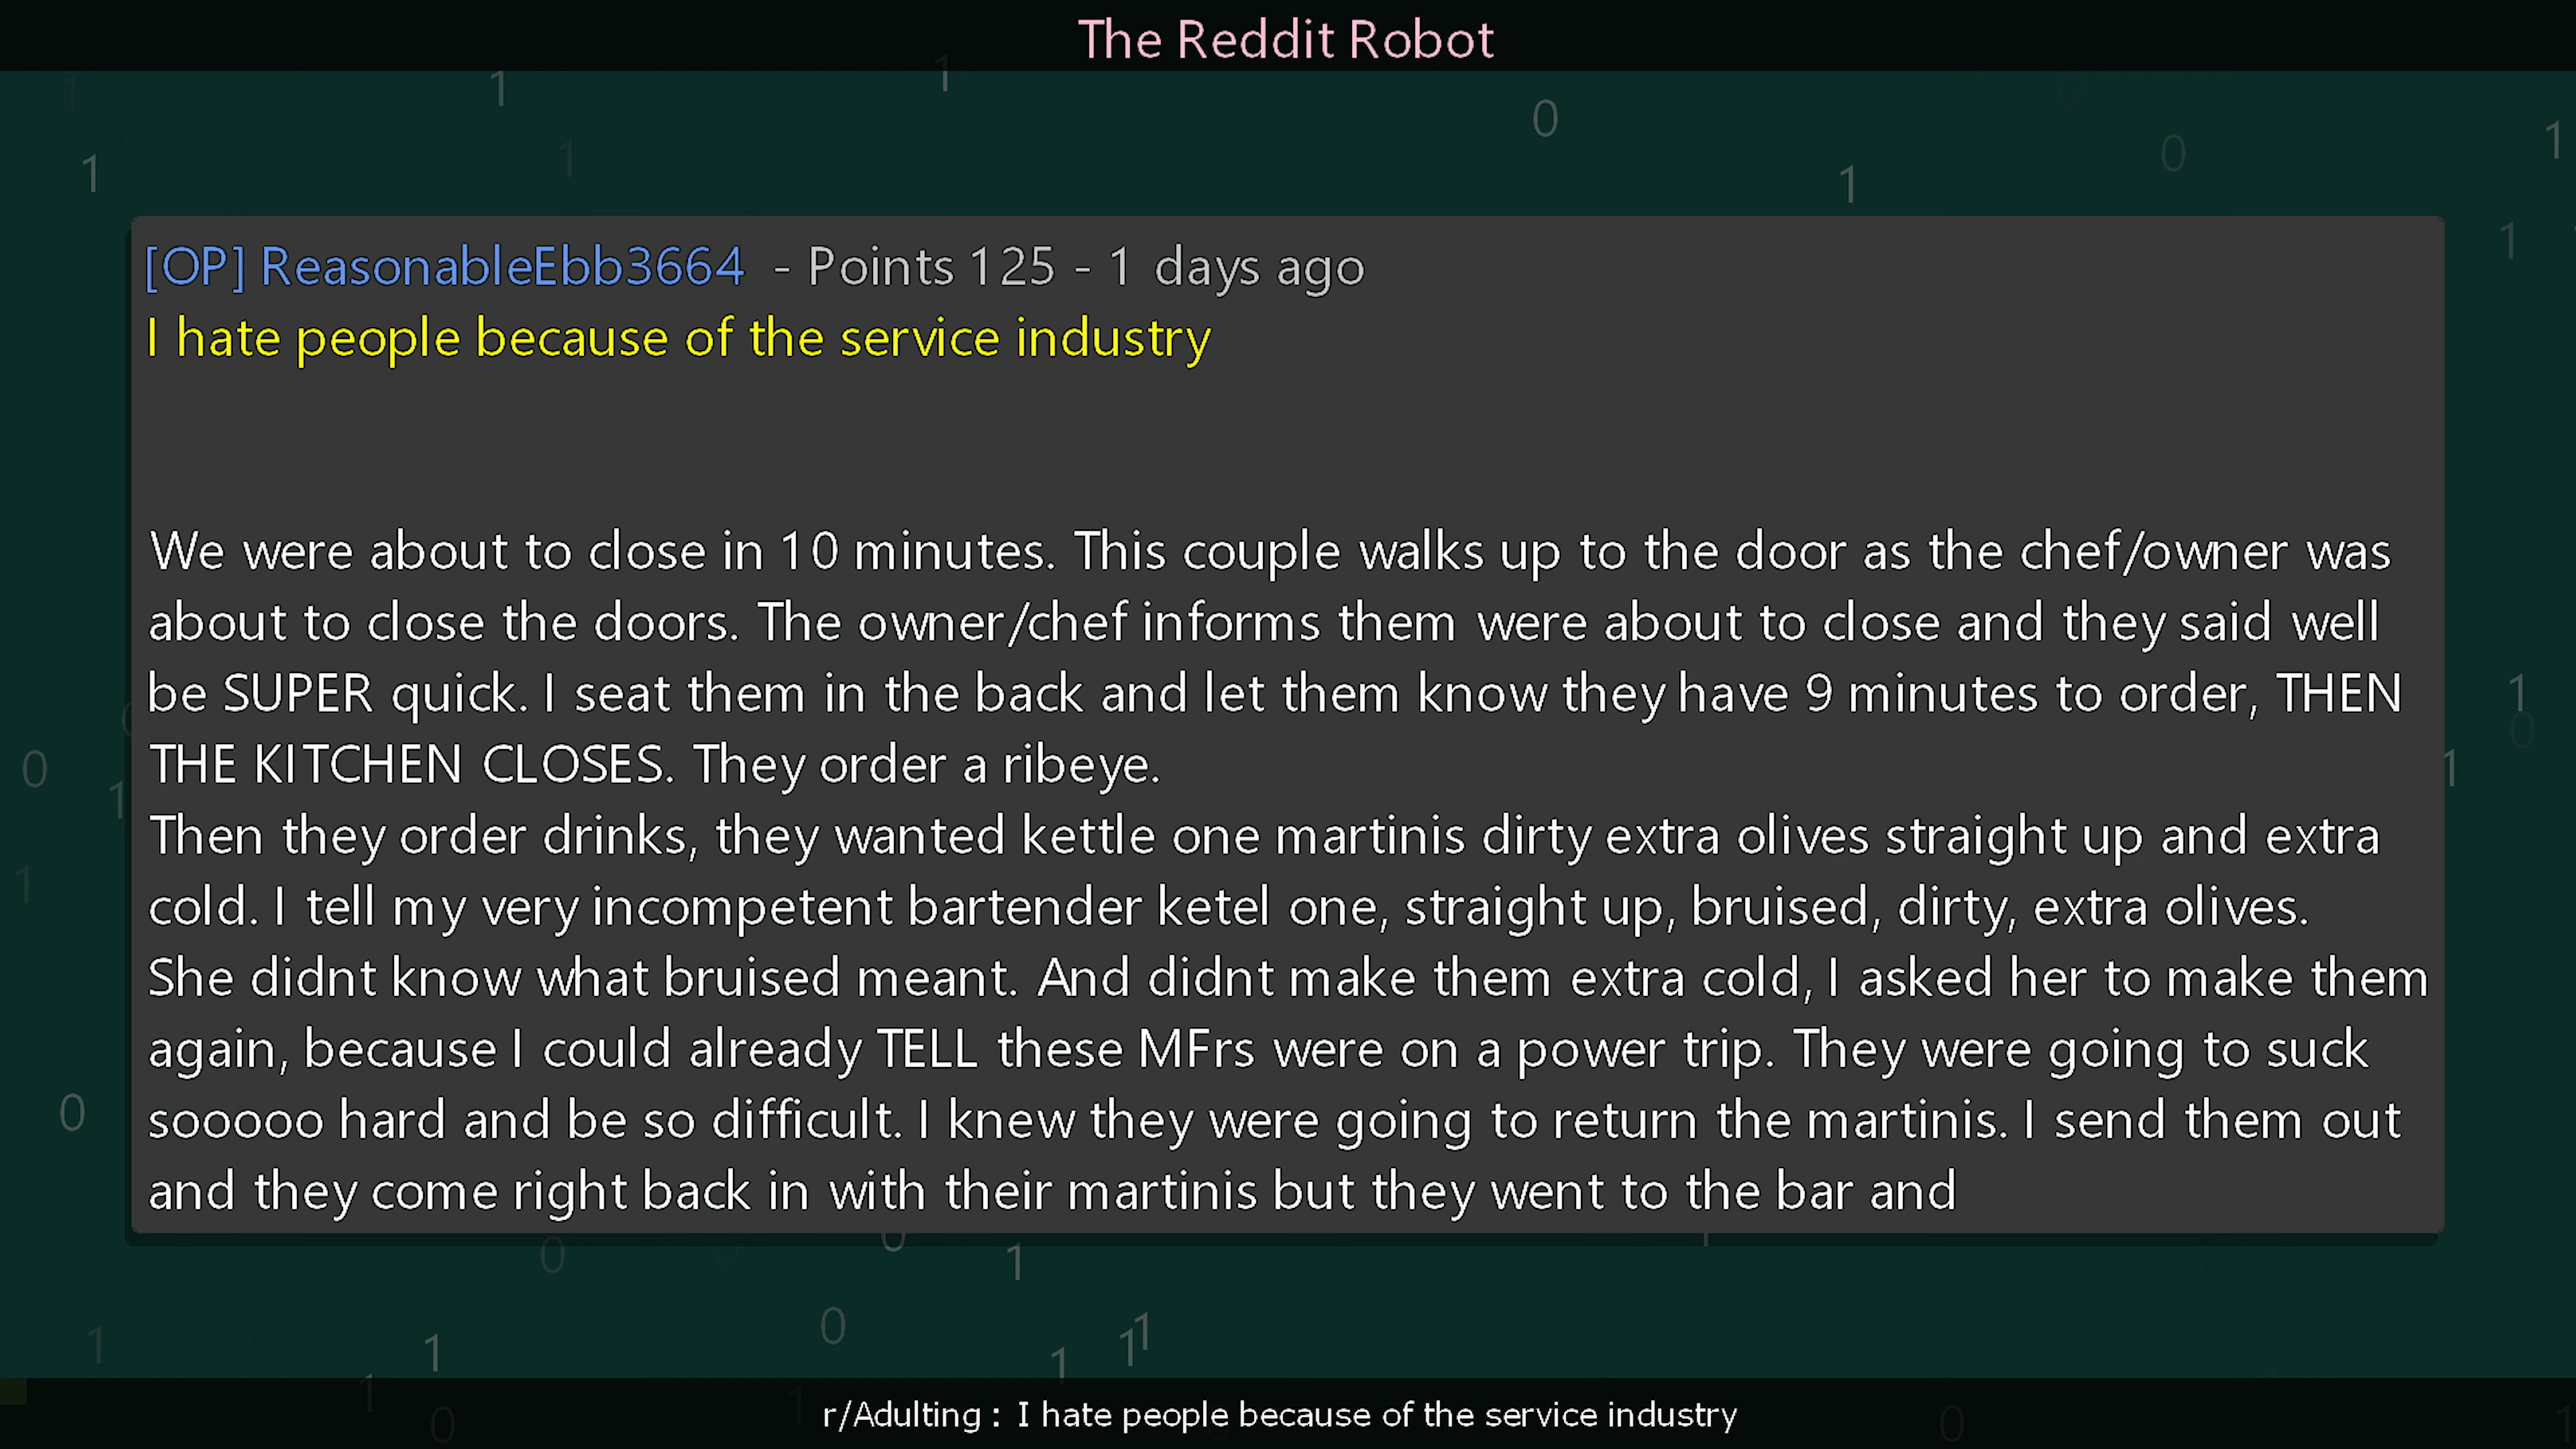 The Reddit Robot
[OP] ReasonableEbb3664 - Points 125 - 1 days ago
I hate people because of the service industry
We were about to close in 10 minutes. This couple walks up to the door as the chef/owner was
about to close the doors. The owner/chef informs them were about to close and they said well
be SUPER quick. I seat them in the back and let them know they have 9 minutes to order, THEN
THE KITCHEN CLOSES. They order a ribeye.
Then they order drinks, they wanted kettle one martinis dirty extra olives straight up and extra
cold. I tell my very incompetent bartender ketel one, straight up, bruised, dirty, extra olives.
She didnt know what bruised meant. And didnt make them extra cold, I asked her to make them
again, because I could already TELL these MFrs were on a power trip. They were going to suck
sooooo hard and be so difficult. I knew they were going to return the martinis. I send them out
and they come right back in with their martinis but they went to the bar and
r/Adulting : I hate people because of the service industry